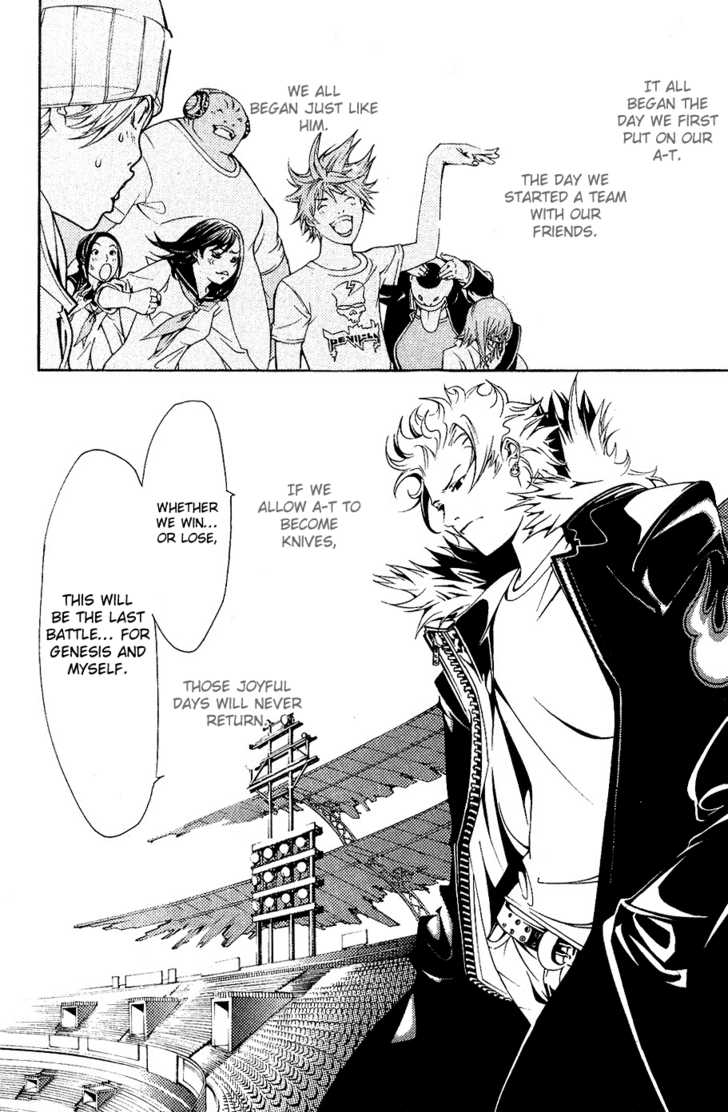 IT ALL
BEGAN THE
DAY WE FIRST
PUT ON OUR
A-T.
THE DAY WE
STARTED A TEAM
WITH OUR
FRIENDS.
WE ALL
BEGAN JUST LIKE
HIM.
IF WE
ALLOW A-T TO
BECOME
KNIVES,
WHETHER
WE WIN...
OR LOSE,
THIS WILL
BE THE LAST
BATTLE... FOR
GENESIS AND
MYSELF.
THOSE JOYFUL
DAYS WILL NEVER
RETURN.